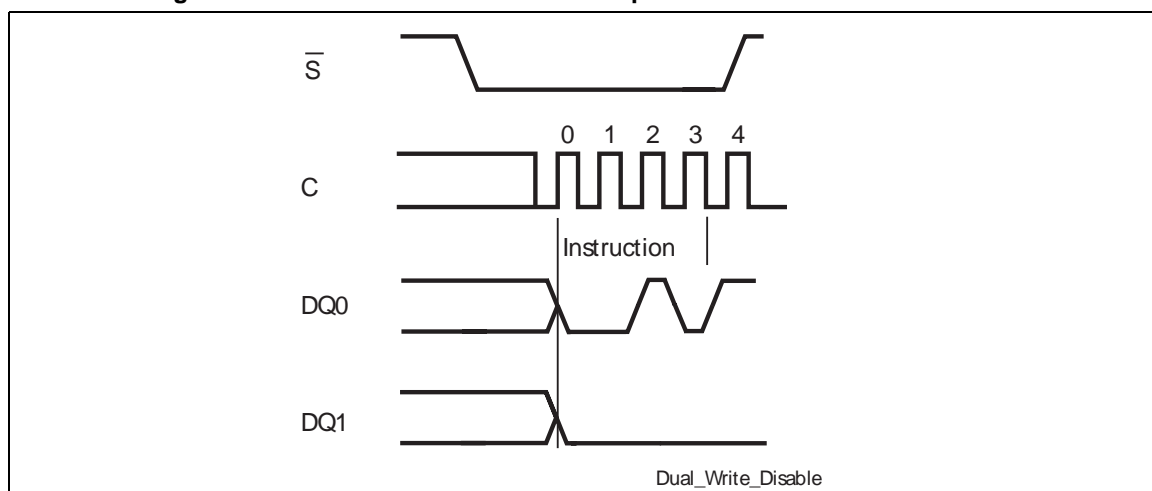 S̅
0 1 2 3 4
C
Instruction
DQ0
DQ1
Dual_Write_Disable